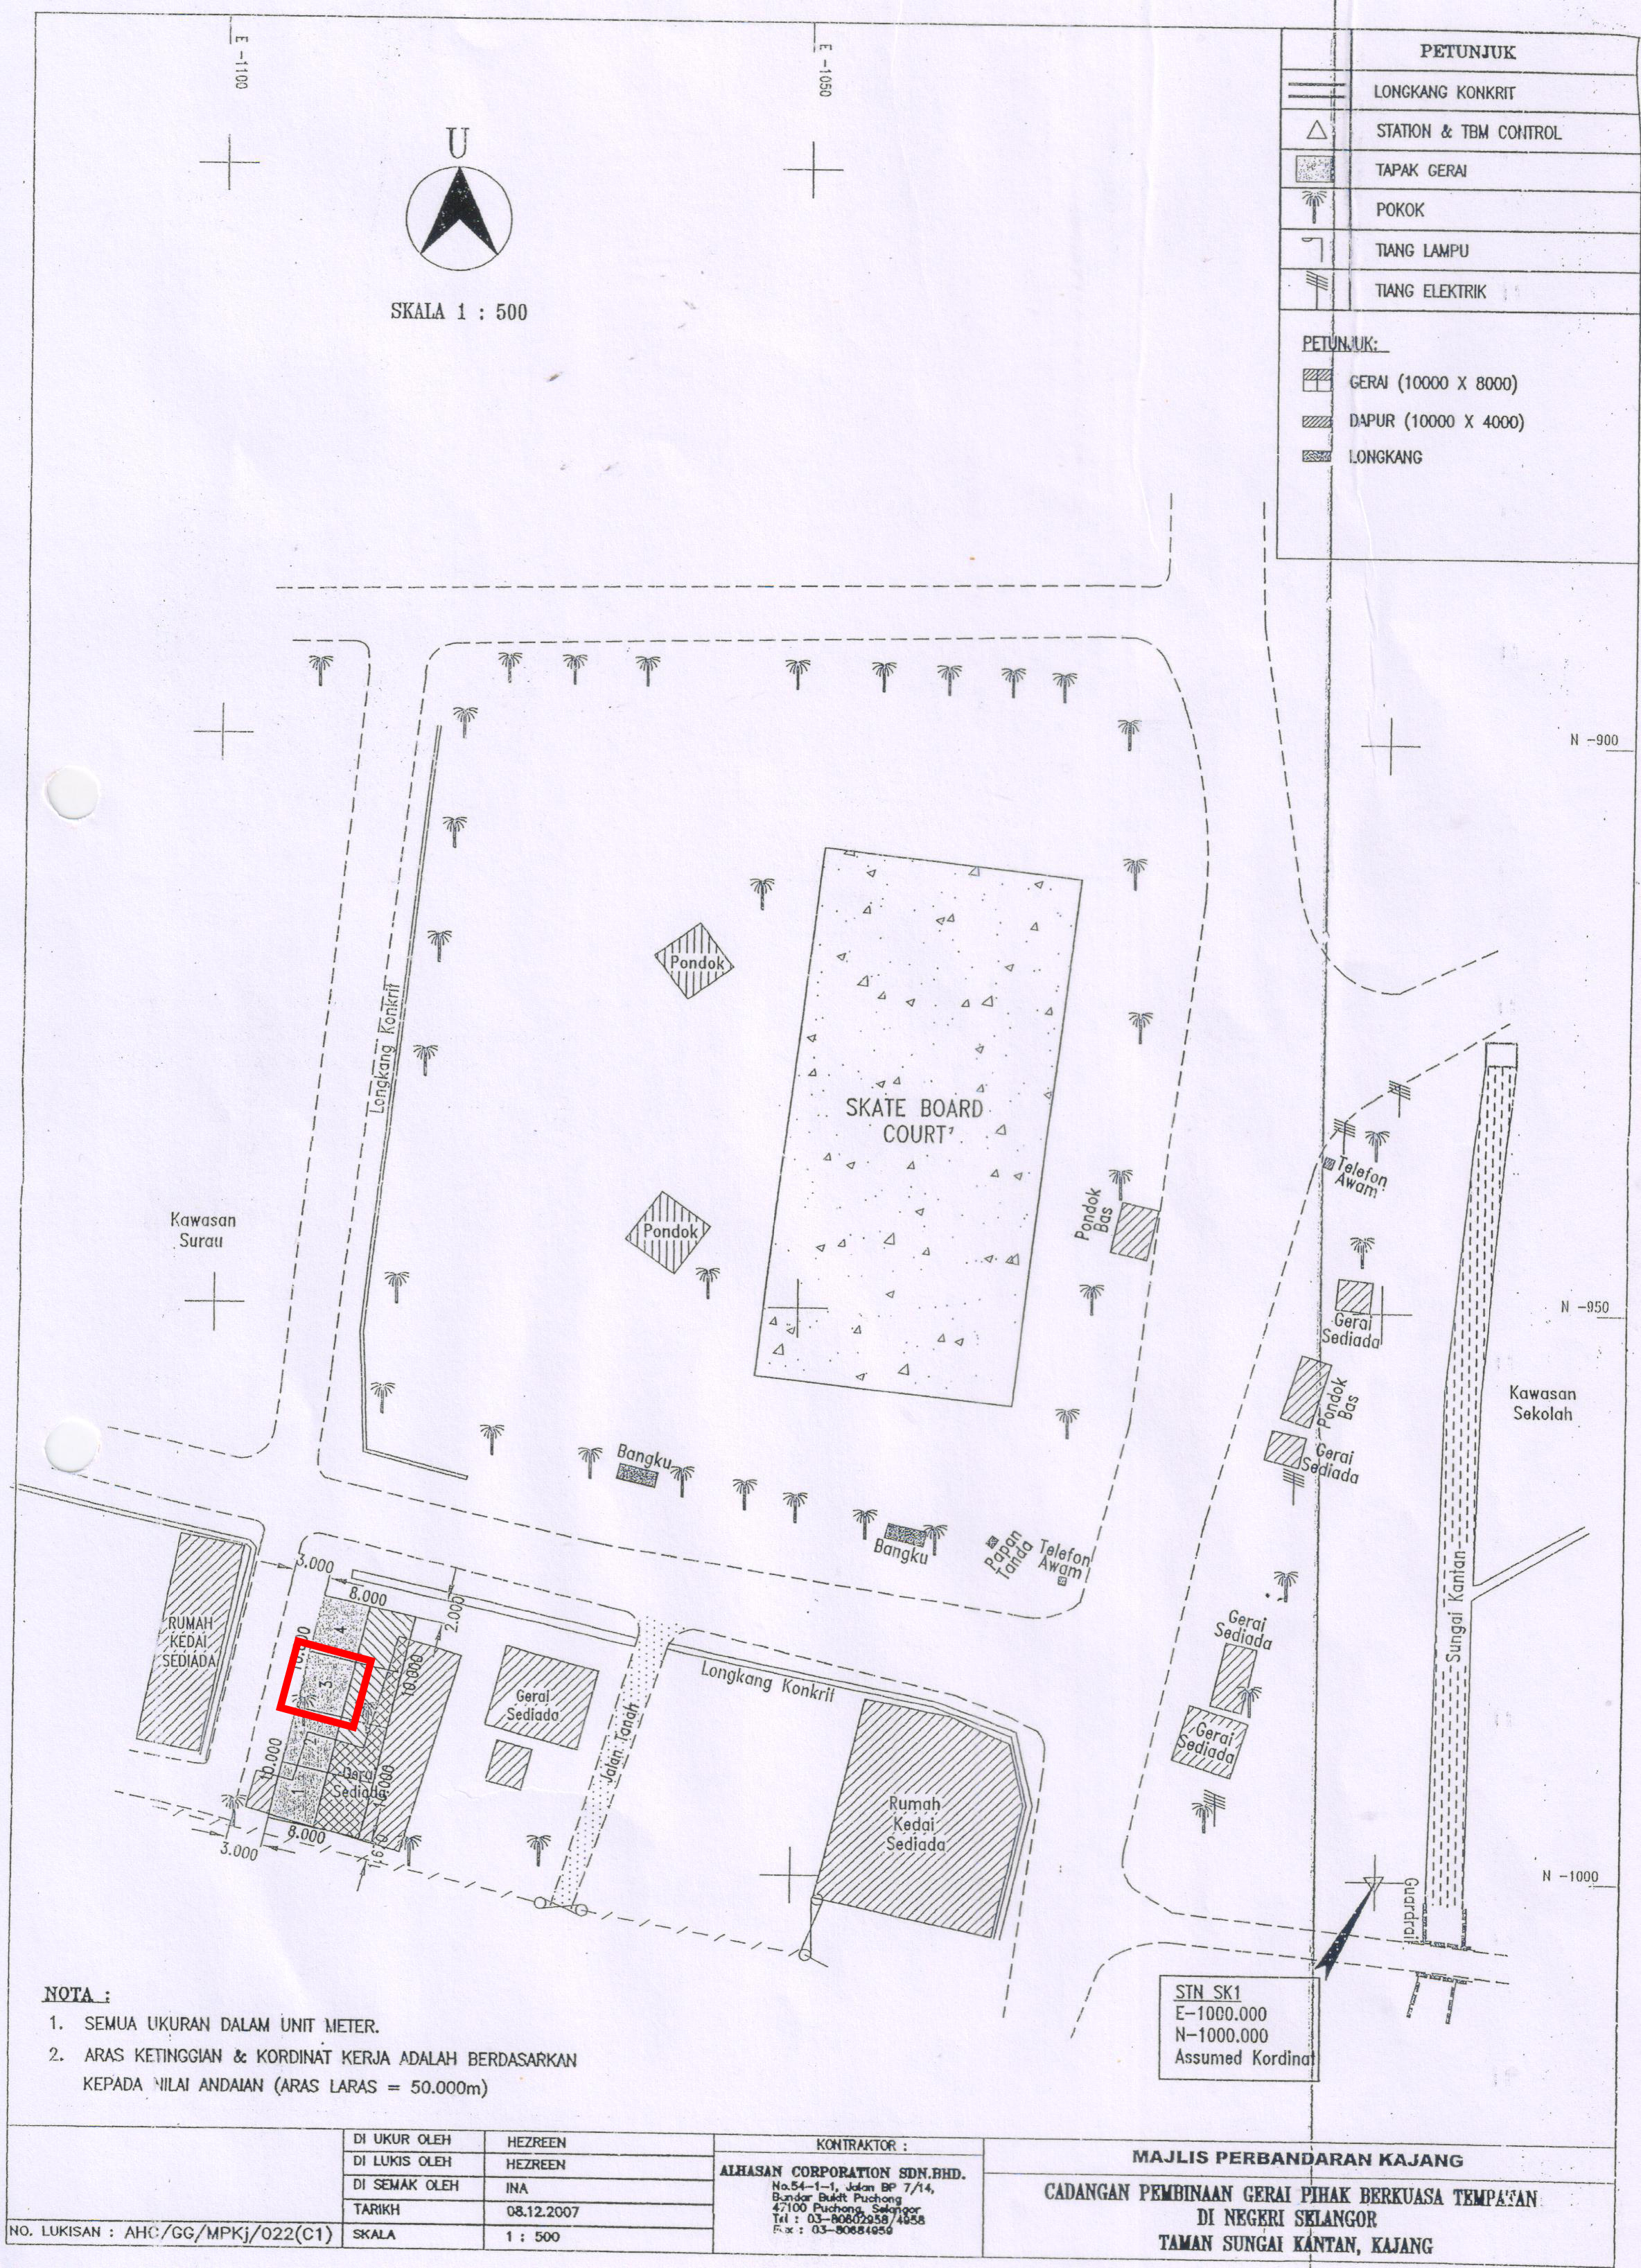 E -1100
E -1050
U
SKALA 1 : 500
PETUNJUK
LONGKANG KONKRIT
STATION & TBM CONTROL
TAPAK GERAI
POKOK
TIANG LAMPU
TIANG ELEKTRIK
PETUNJUK:
GERAI (10000 X 8000)
DAPUR (10000 X 4000)
LONGKANG
N -900
Pondok
Longkang Konkrit
SKATE BOARD
COURT
Telefon
Awam
Pondok
Bas
Kawasan
Surau
Pondok
N -950
Gerai
Sediada
Pondok
Bas
Kawasan
Sekolah
Gerai
Sediada
Bangku
Bangku
Papan
Tanda
Telefon
Awam
Sungai Kantan
3.000
8.000
2.000
RUMAH
KEDAI
SEDIADA
4
10.000
3
10.000
2
10.000
1
10.000
Gerai
Sediada
8.000
3.000
Gerai
Sediada
Jalan Tanah
Longkang Konkrit
Gerai
Sediada
Gerai
Sediada
Rumah
Kedai
Sediada
N -1000
Guardrail
STN SK1
E-1000.000
N-1000.000
Assumed Kordinat
NOTA :
1. SEMUA UKURAN DALAM UNIT METER.
2. ARAS KETINGGIAN & KORDINAT KERJA ADALAH BERDASARKAN
KEPADA NILAI ANDAIAN (ARAS LARAS = 50.000m)
DI UKUR OLEH HEZREEN
DI LUKIS OLEH HEZREEN
DI SEMAK OLEH INA
TARIKH 08.12.2007
NO. LUKISAN : AHC/GG/MPKj/022(C1) SKALA 1 : 500
KONTRAKTOR :
ALHASAN CORPORATION SDN.BHD.
No.54-1-1, Jalan BP 7/14,
Bandar Bukit Puchong
47100 Puchong, Selangor
Tel : 03-80602958/4958
Fax : 03-80684959
MAJLIS PERBANDARAN KAJANG
CADANGAN PEMBINAAN GERAI PIHAK BERKUASA TEMPATAN
DI NEGERI SELANGOR
TAMAN SUNGAI KANTAN, KAJANG